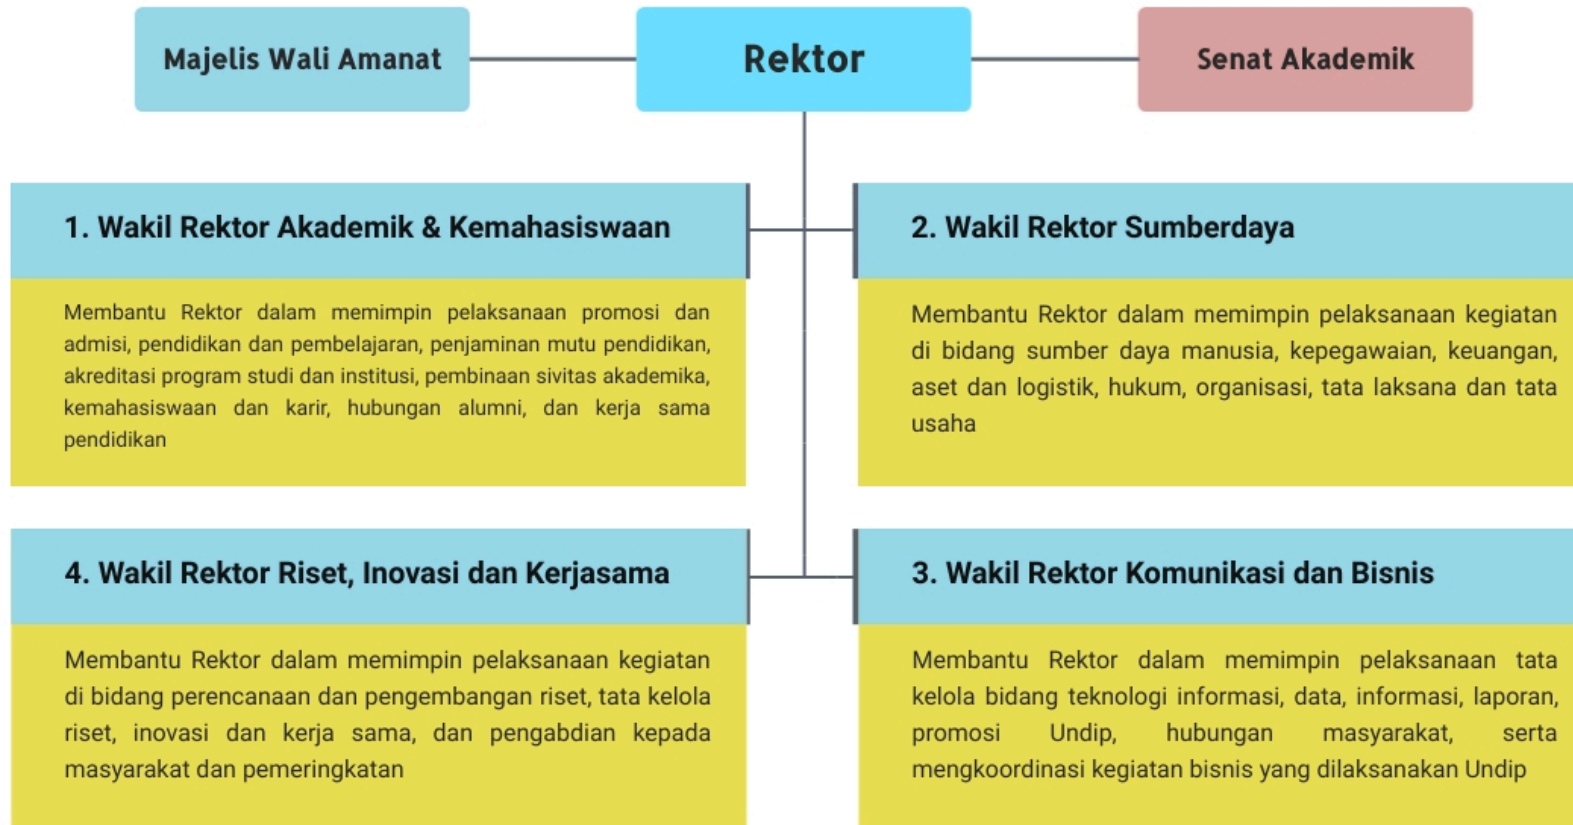 Majelis Wali Amanat
Rektor
Senat Akademik
1. Wakil Rektor Akademik & Kemahasiswaan
Membantu Rektor dalam memimpin pelaksanaan promosi dan
admisi, pendidikan dan pembelajaran, penjaminan mutu pendidikan,
akreditasi program studi dan institusi, pembinaan sivitas akademika,
kemahasiswaan dan karir, hubungan alumni, dan kerja sama
pendidikan
2. Wakil Rektor Sumberdaya
Membantu Rektor dalam memimpin pelaksanaan kegiatan
di bidang sumber daya manusia, kepegawaian, keuangan,
aset dan logistik, hukum, organisasi, tata laksana dan tata
usaha
4. Wakil Rektor Riset, Inovasi dan Kerjasama
Membantu Rektor dalam memimpin pelaksanaan kegiatan
di bidang perencanaan dan pengembangan riset, tata kelola
riset, inovasi dan kerja sama, dan pengabdian kepada
masyarakat dan pemeringkatan
3. Wakil Rektor Komunikasi dan Bisnis
Membantu Rektor dalam memimpin pelaksanaan tata
kelola bidang teknologi informasi, data, informasi, laporan,
promosi Undip, hubungan masyarakat, serta
mengkoordinasi kegiatan bisnis yang dilaksanakan Undip